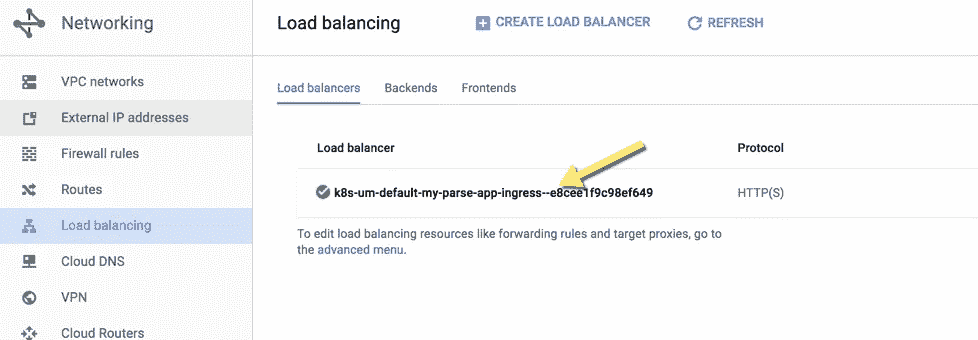 Networking
VPC networks
External IP addresses
Firewall rules
Routes
Load balancing
Cloud DNS
VPN
Cloud Routers
Load balancing CREATE LOAD BALANCER REFRESH
Load balancers Backends Frontends
Load balancer Protocol
k8s-um-default-my-parse-app-ingress--e8cee1f9c98ef649 HTTP(S)
To edit load balancing resources like forwarding rules and target proxies, go to
the advanced menu.